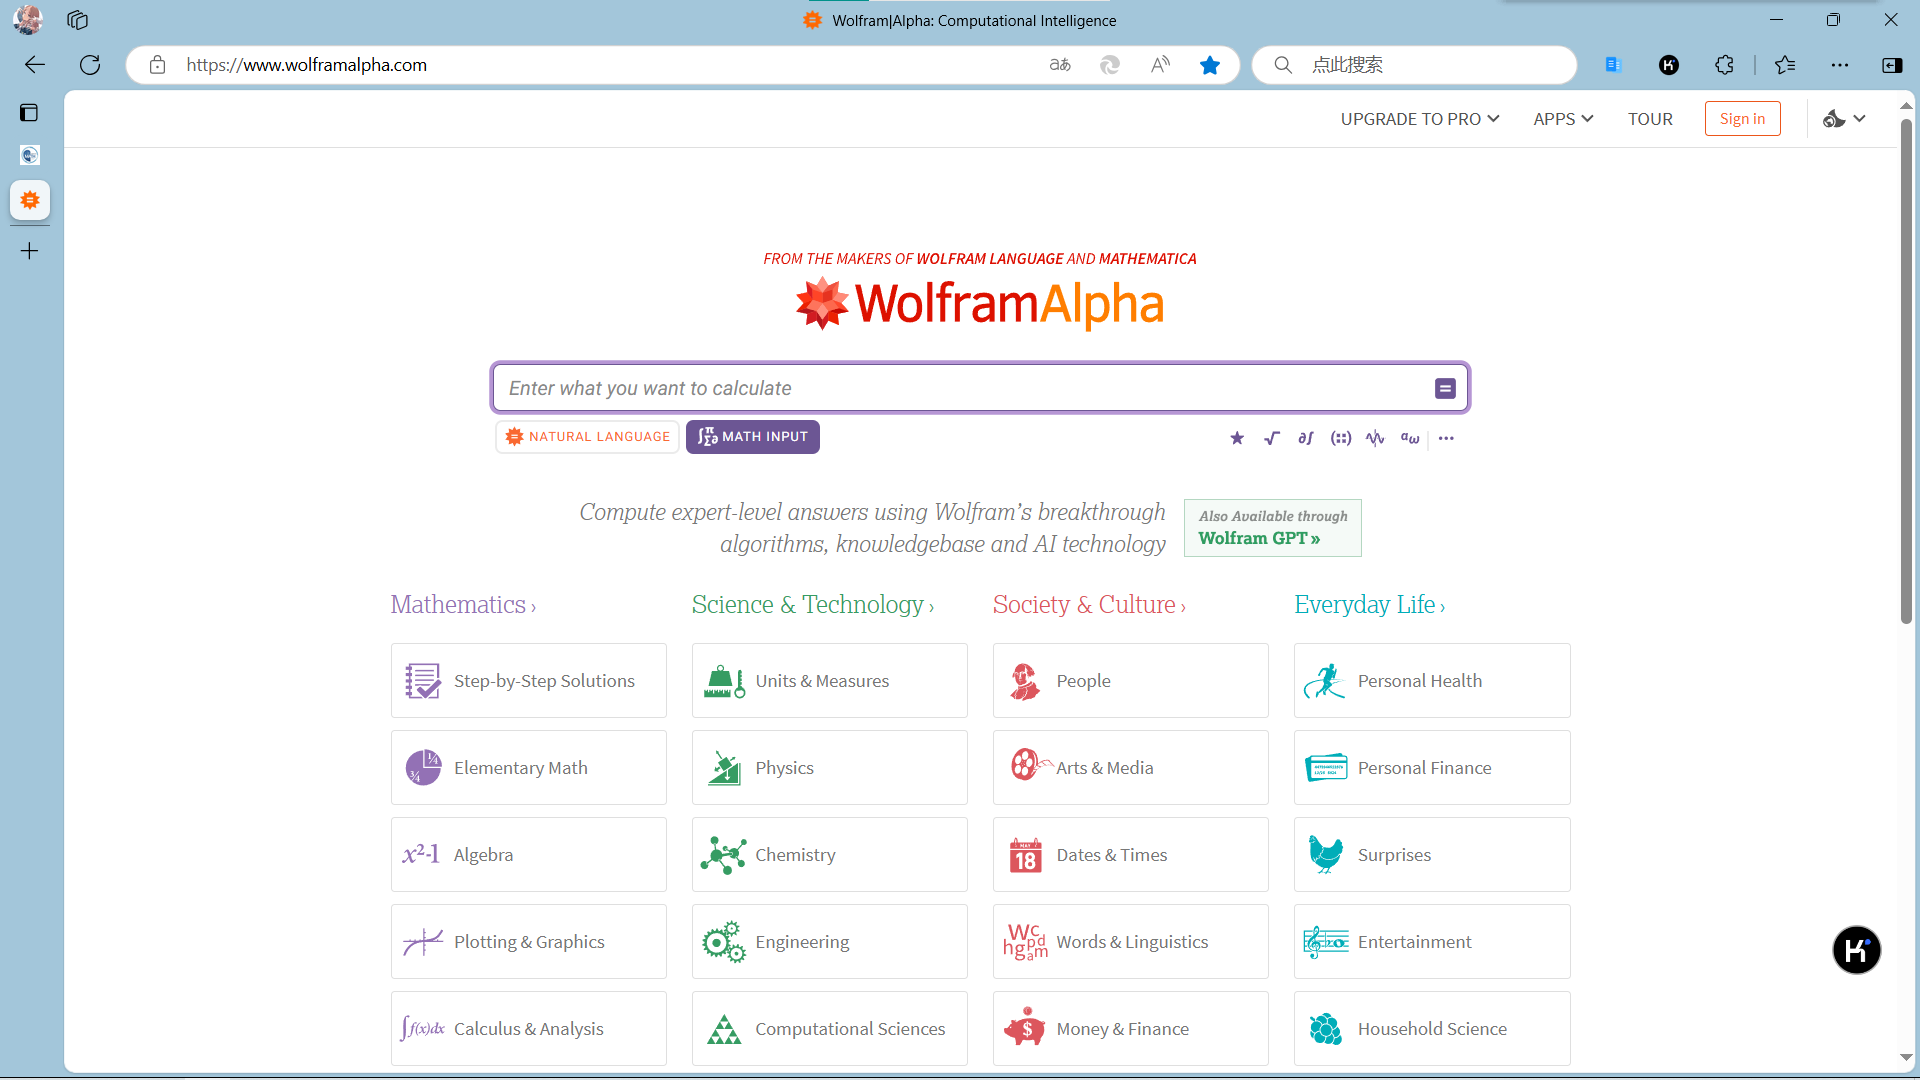 Wolfram|Alpha: Computational Intelligence
https://www.wolframalpha.com
点此搜索
UPGRADE TO PRO
APPS
TOUR
Sign in
FROM THE MAKERS OF WOLFRAM LANGUAGE AND MATHEMATICA
WolframAlpha
Enter what you want to calculate
NATURAL LANGUAGE
MATH INPUT
Compute expert-level answers using Wolfram's breakthrough
algorithms, knowledgebase and AI technology
Also Available through
Wolfram GPT »
Mathematics ›
Step-by-Step Solutions
Elementary Math
Algebra
Plotting & Graphics
Calculus & Analysis
Science & Technology ›
Units & Measures
Physics
Chemistry
Engineering
Computational Sciences
Society & Culture ›
People
Arts & Media
Dates & Times
Words & Linguistics
Money & Finance
Everyday Life ›
Personal Health
Personal Finance
Surprises
Entertainment
Household Science